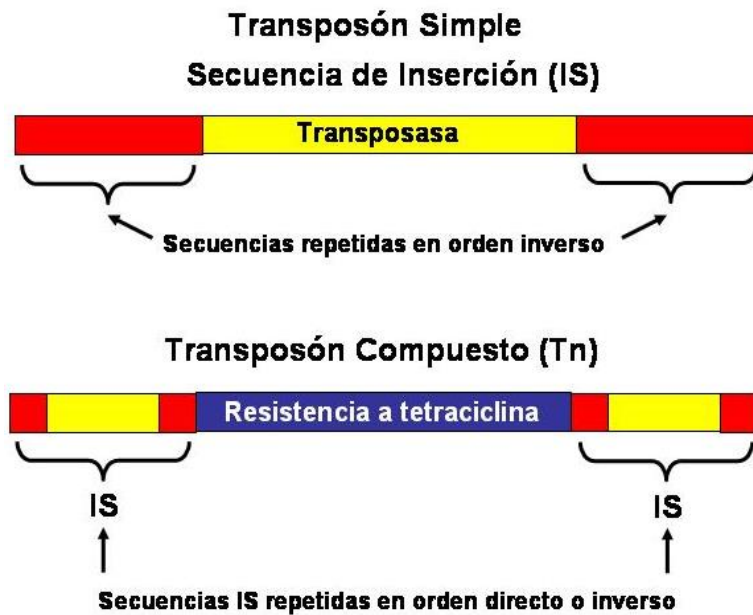 Transposón Simple
Secuencia de Inserción (IS)
Transposasa
Secuencias repetidas en orden inverso
Transposón Compuesto (Tn)
Resistencia a tetraciclina
IS IS
Secuencias IS repetidas en orden directo o inverso